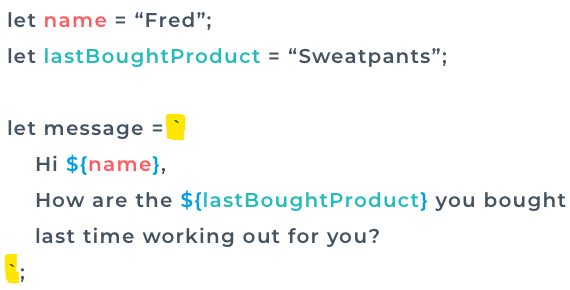 let name = “Fred”;
let lastBoughtProduct = “Sweatpants”;
let message = `
Hi ${name},
How are the ${lastBoughtProduct} you bought
last time working out for you?
`;